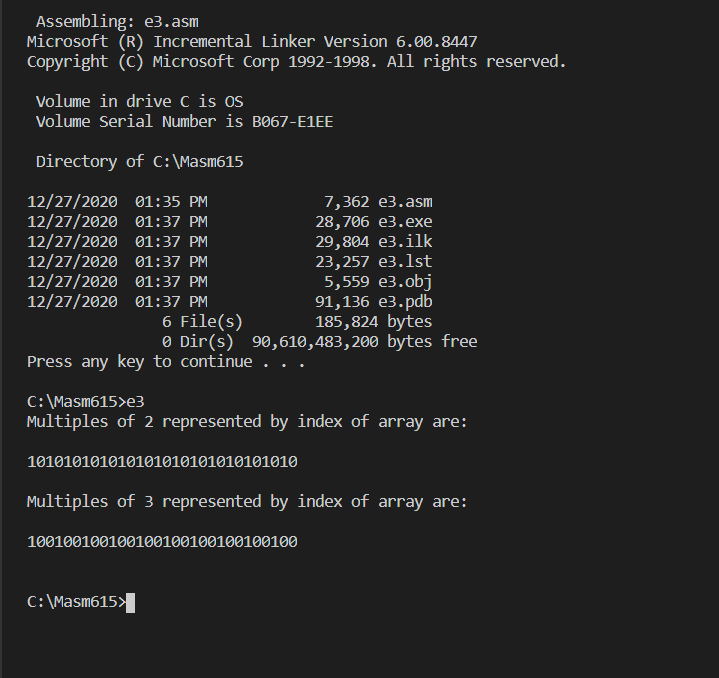 Assembling: e3.asm
Microsoft (R) Incremental Linker Version 6.00.8447
Copyright (C) Microsoft Corp 1992-1998. All rights reserved.
Volume in drive C is OS
Volume Serial Number is B067-E1EE
Directory of C:\Masm615
12/27/2020  01:35 PM             7,362 e3.asm
12/27/2020  01:37 PM            28,706 e3.exe
12/27/2020  01:37 PM            29,804 e3.ilk
12/27/2020  01:37 PM            23,257 e3.lst
12/27/2020  01:37 PM             5,559 e3.obj
12/27/2020  01:37 PM            91,136 e3.pdb
6 File(s)        185,824 bytes
0 Dir(s)  90,610,483,200 bytes free
Press any key to continue . . .
C:\Masm615>e3
Multiples of 2 represented by index of array are:
101010101010101010101010101010
Multiples of 3 represented by index of array are:
100100100100100100100100100100
C:\Masm615>